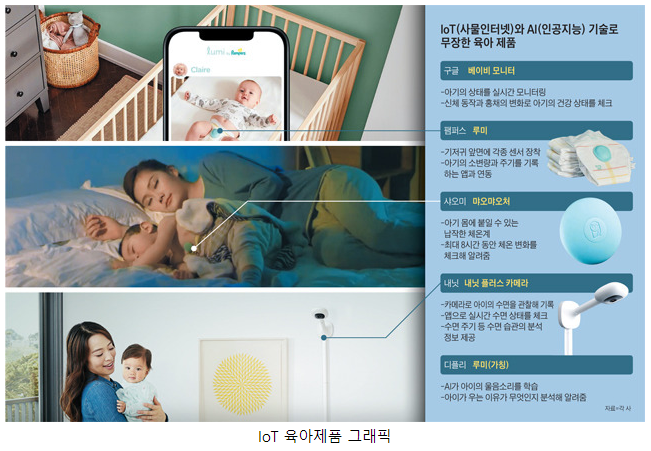 lumi by Pampers
Claire
IoT(사물인터넷)와 AI(인공지능) 기술로
무장한 육아 제품
구글 베이비 모니터
-아기의 상태를 실시간 모니터링
-신체 동작과 홍채의 변화로 아기의 건강 상태를 체크
팸퍼스 루미
-기저귀 앞면에 각종 센서 장착
-아기의 소변량과 주기를 기록
하는 앱과 연동
샤오미 먀오먀오처
-아기 몸에 붙일 수 있는
납작한 체온계
-최대 8시간 동안 체온 변화를
체크해 알려줌
내닛 내닛 플러스 카메라
-카메라로 아이의 수면을 관찰해 기록
-앱으로 실시간 수면 상태를 체크
-수면 주기 등 수면 습관의 분석
정보 제공
디플리 루미(가칭)
-AI가 아이의 울음소리를 학습
-아이가 우는 이유가 무엇인지 분석해 알려줌
자료=각 사
IoT 육아제품 그래픽